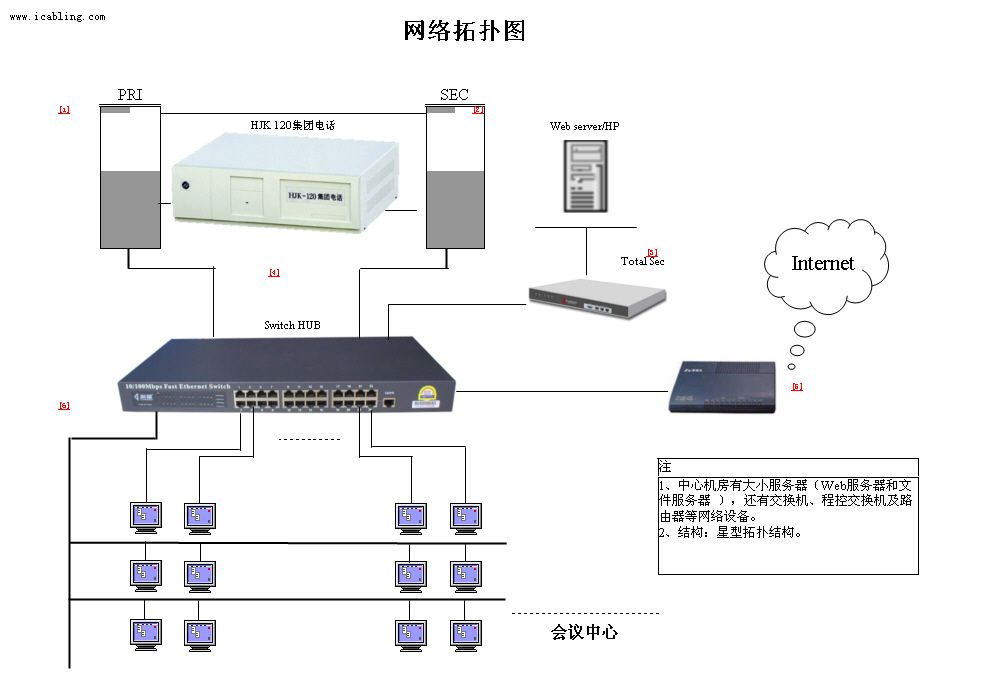 www.icabling.com
网络拓扑图
PRI
SEC
[1]
[2]
HJK 120集团电话
HJK-120 集团电话
Web server/HP
Total Sec
[4]
Internet
Switch HUB
10/100Mbps Fast Ethernet Switch
ZyXEL
[6]
注
1、中心机房有大小服务器（Web服务器和文
件服务器 ），还有交换机、程控交换机及路
由器等网络设备。
2、结构：星型拓扑结构。
会议中心